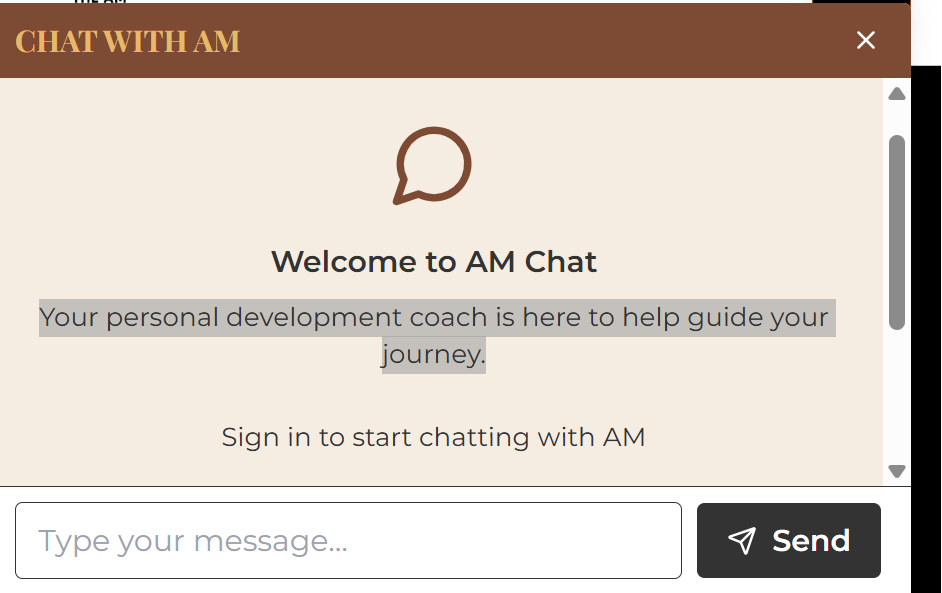 CHAT WITH AM
Welcome to AM Chat
Your personal development coach is here to help guide your
journey.
Sign in to start chatting with AM
Type your message...
Send